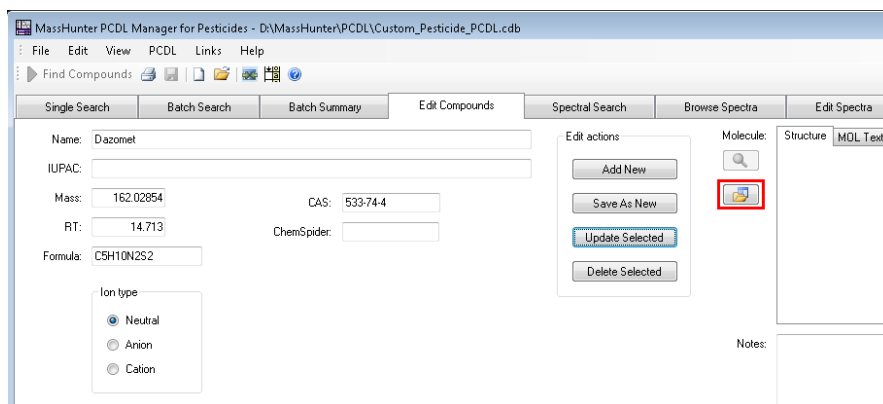 MassHunter PCDL Manager for Pesticides - D:\MassHunter\PCDL\Custom_Pesticide_PCDL.cdb
File Edit View PCDL Links Help
Find Compounds
Single Search Batch Search Batch Summary Edit Compounds Spectral Search Browse Spectra Edit Spectra
Name: Dazomet
IUPAC:
Mass: 162.02854
CAS: 533-74-4
RT: 14.713
ChemSpider:
Formula: C5H10N2S2
Ion type
Neutral
Anion
Cation
Edit actions
Add New
Save As New
Update Selected
Delete Selected
Molecule:
Structure MOL Text
Notes: